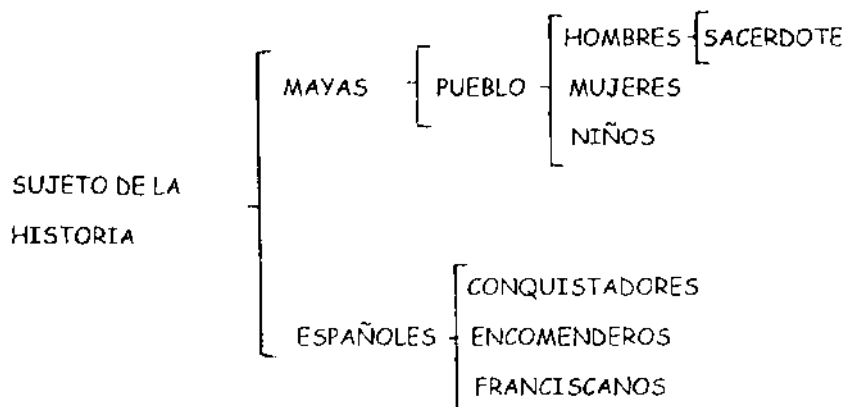 HOMBRES SACERDOTE
MAYAS PUEBLO MUJERES
NIÑOS
SUJETO DE LA
HISTORIA
CONQUISTADORES
ESPAÑOLES ENCOMENDEROS
FRANCISCANOS